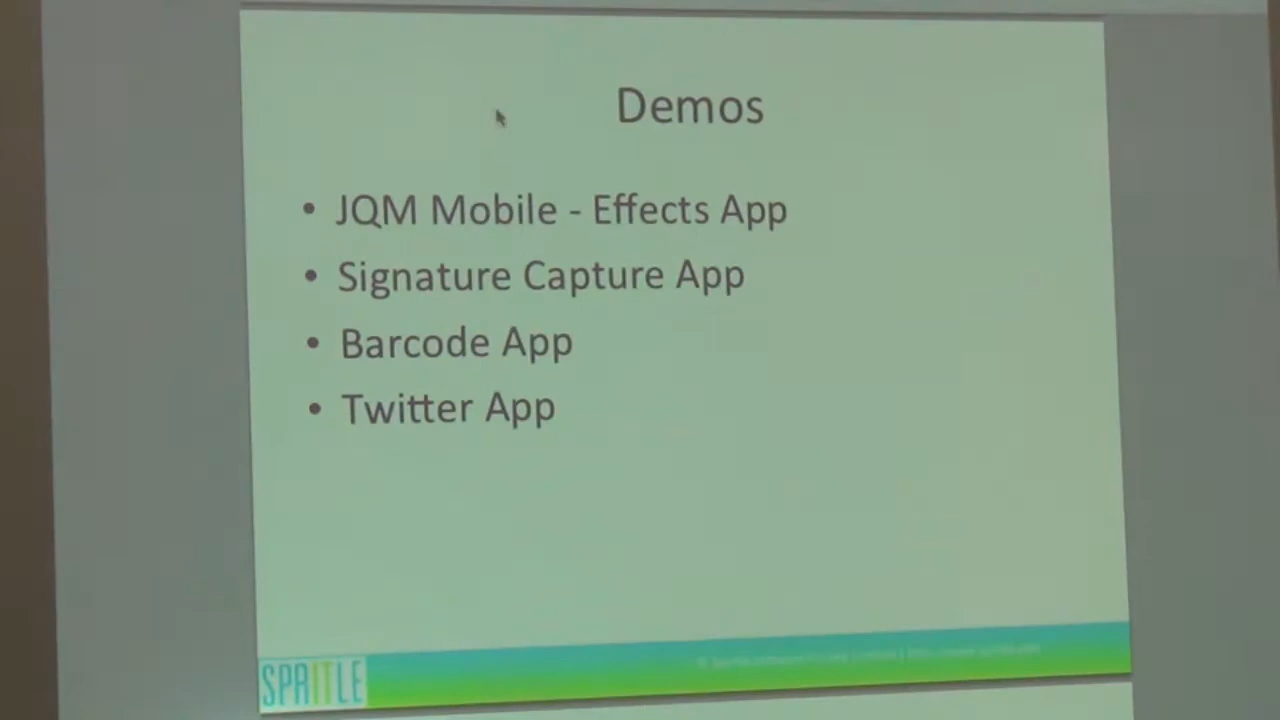 Demos
• JQM Mobile - Effects App
• Signature Capture App
• Barcode App
• Twitter App
SPRITLE